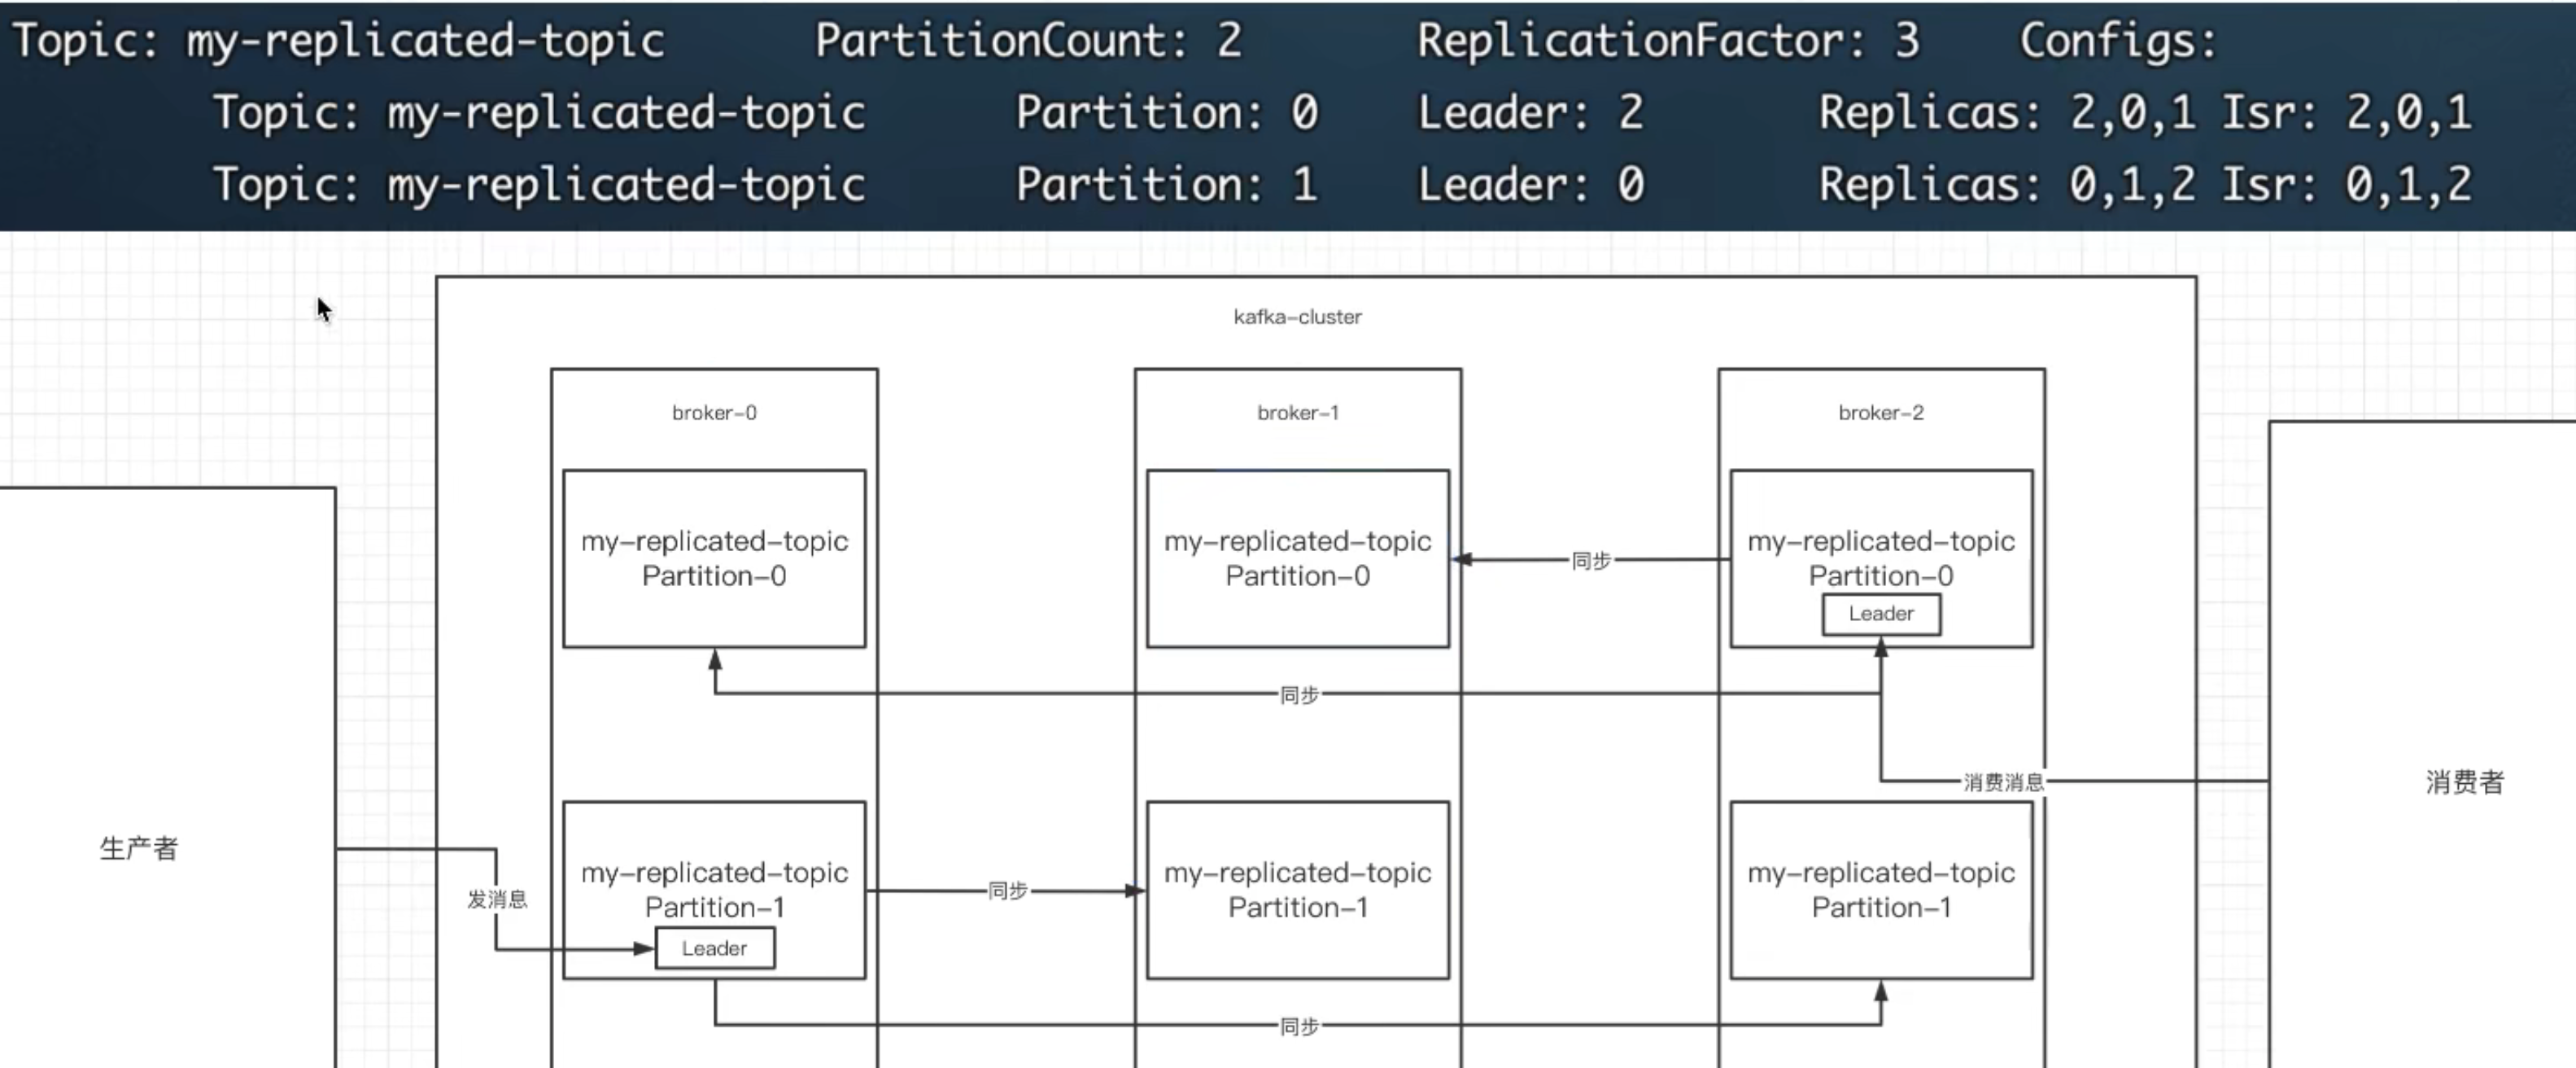 Topic: my-replicated-topic PartitionCount: 2 ReplicationFactor: 3 Configs:
Topic: my-replicated-topic Partition: 0 Leader: 2 Replicas: 2,0,1 Isr: 2,0,1
Topic: my-replicated-topic Partition: 1 Leader: 0 Replicas: 0,1,2 Isr: 0,1,2
kafka-cluster
broker-0
broker-1
broker-2
my-replicated-topic
Partition-0
my-replicated-topic
Partition-0
同步
my-replicated-topic
Partition-0
Leader
同步
消费消息
消费者
生产者
发消息
my-replicated-topic
Partition-1
Leader
同步
my-replicated-topic
Partition-1
my-replicated-topic
Partition-1
同步